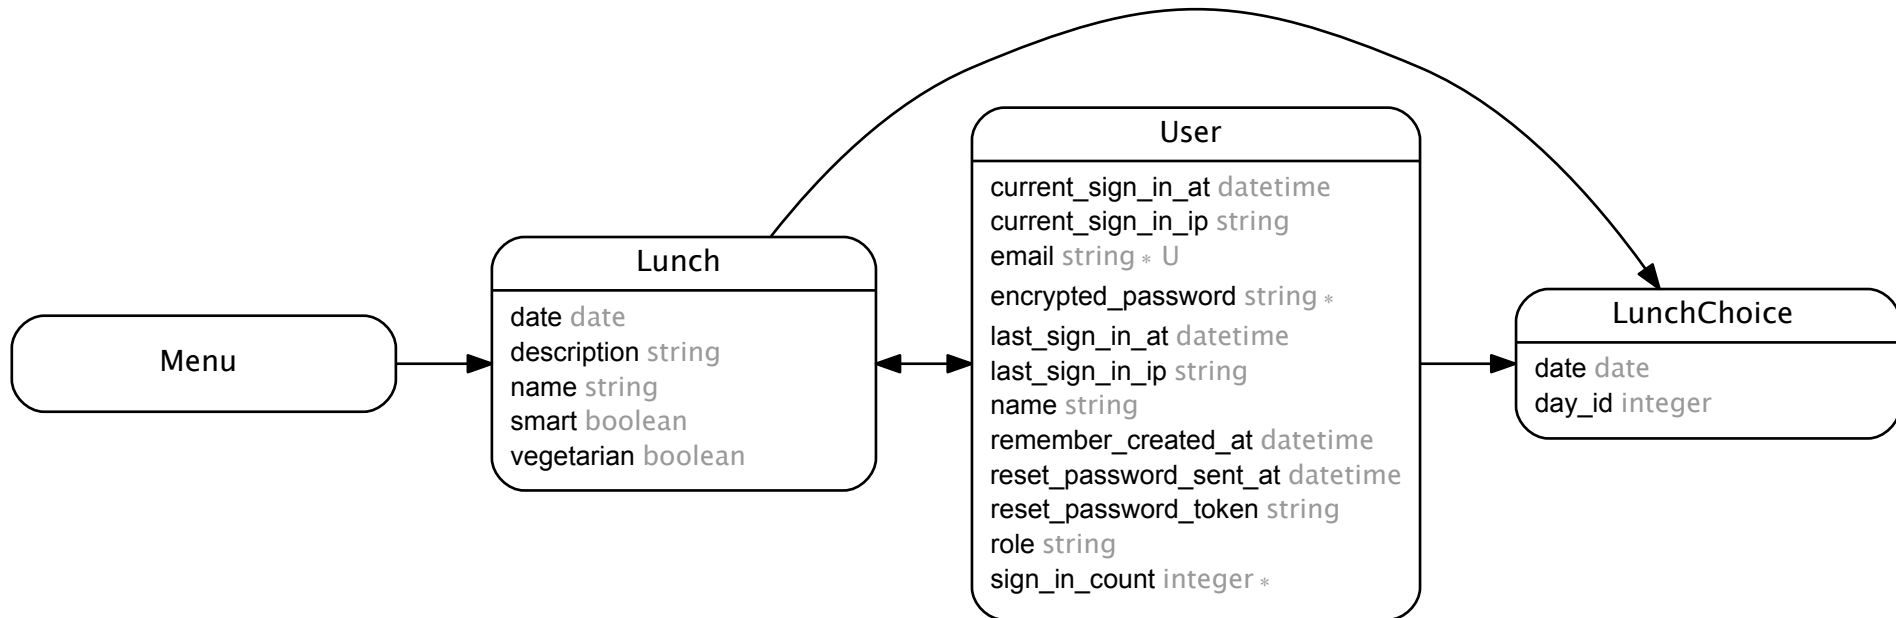 Menu
Lunch
date date
description string
name string
smart boolean
vegetarian boolean
User
current_sign_in_at datetime
current_sign_in_ip string
email string * U
encrypted_password string *
last_sign_in_at datetime
last_sign_in_ip string
name string
remember_created_at datetime
reset_password_sent_at datetime
reset_password_token string
role string
sign_in_count integer *
LunchChoice
date date
day_id integer